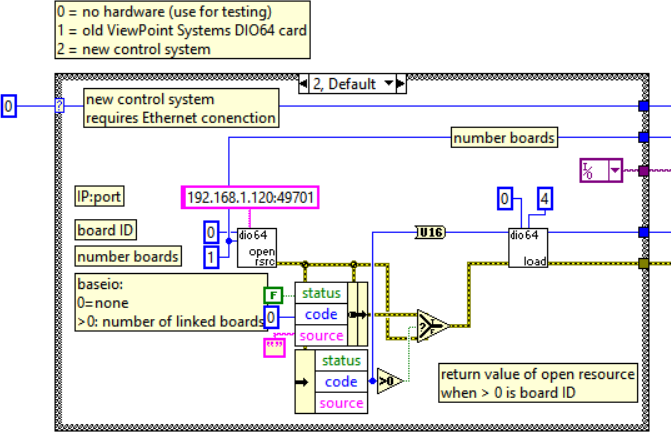 0 = no hardware (use for testing)
1 = old ViewPoint Systems DIO64 card
2 = new control system
2, Default
0
?
new control system
requires Ethernet conenction
number boards
I/0
IP:port
192.168.1.120:49701
0
4
board ID
0
dio64
open
rsrc
U16
dio64
load
number boards
1
baseio:
0=none
>0: number of linked boards
F
status
0
code
source
""
?
F
status
code
>0
source
return value of open resource
when > 0 is board ID